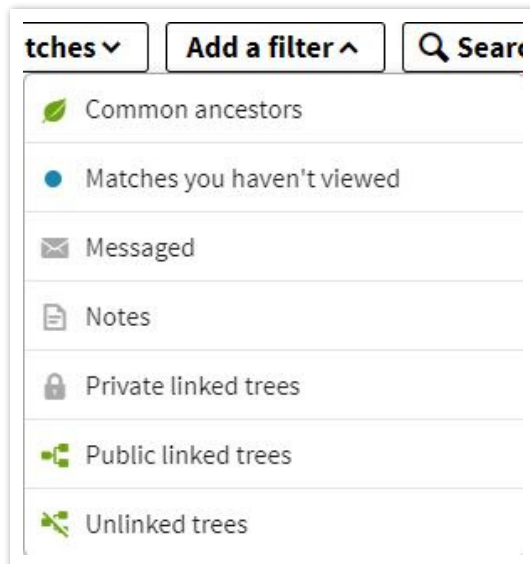 tches Add a filter Searc
Common ancestors
Matches you haven't viewed
Messaged
Notes
Private linked trees
Public linked trees
Unlinked trees